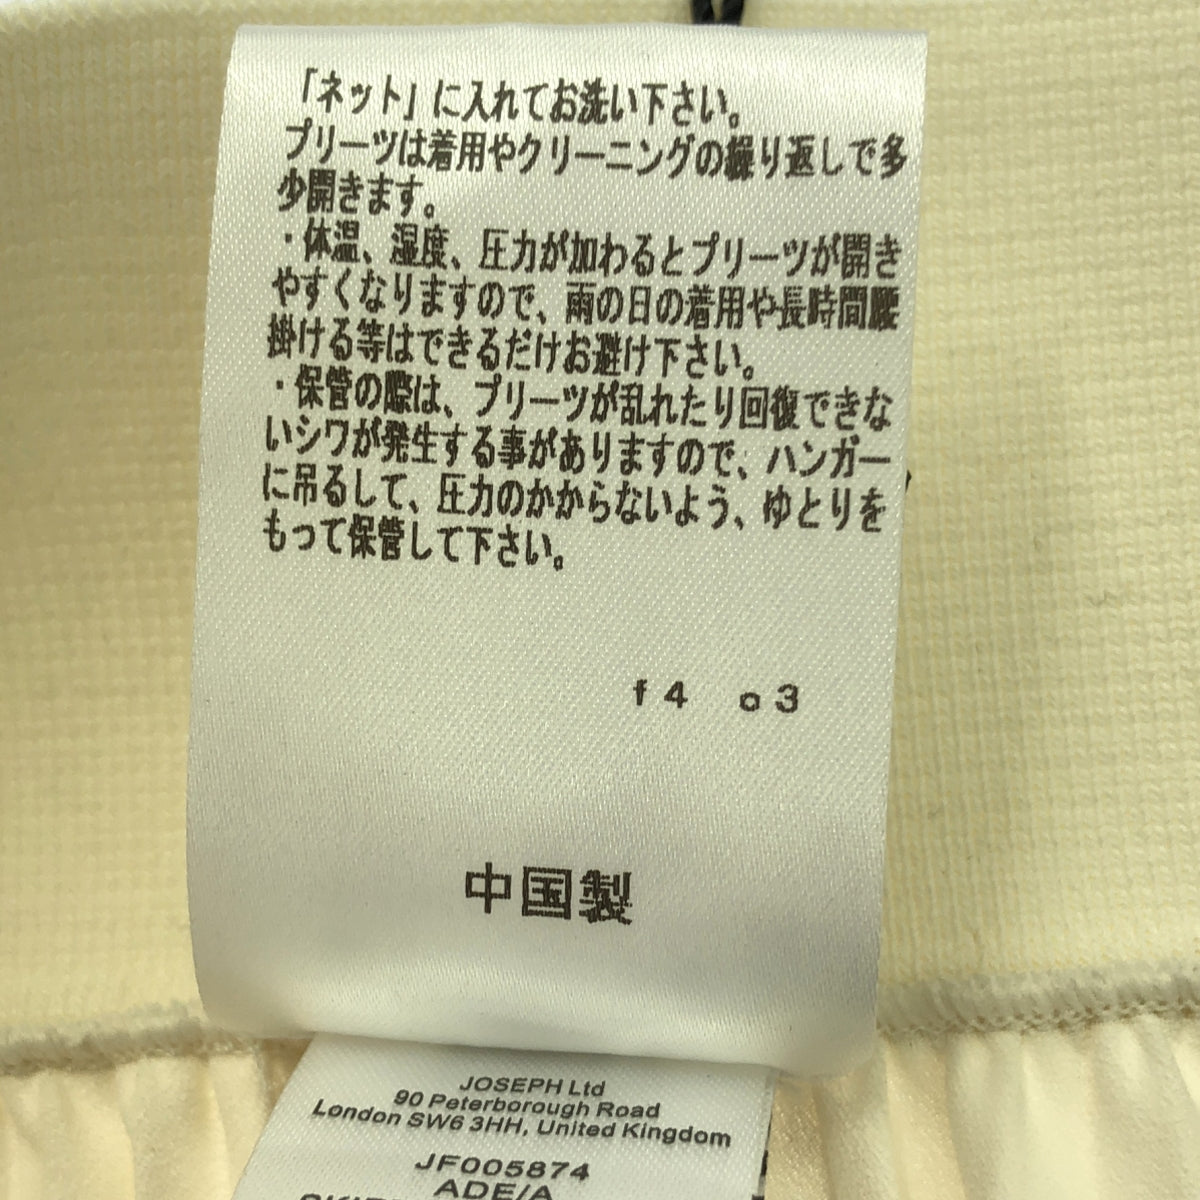 「ネット」に入れてお洗い下さい。
プリーツは着用やクリーニングの繰り返しで多
少開きます。
・体温、湿度、圧力が加わるとプリーツが開き
やすくなりますので、雨の日の着用や長時間腰
掛ける等はできるだけお避け下さい。
・保管の際は、プリーツが乱れたり回復できな
いシワが発生する事がありますので、ハンガー
に吊るして、圧力のかからないよう、ゆとりを
もって保管して下さい。
f4 o3
中国製
JOSEPH Ltd
90 Peterborough Road
London SW6 3HH, United Kingdom
JF005874
ADE/A